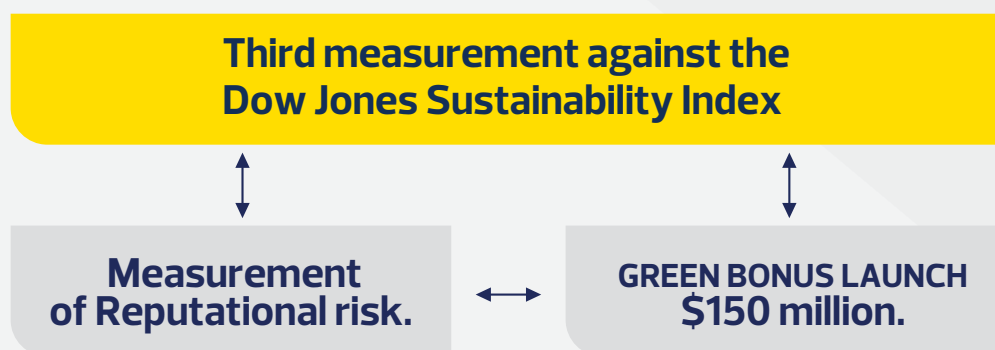 Third measurement against the
Dow Jones Sustainability Index
Measurement
of Reputational risk.
GREEN BONUS LAUNCH
$150 million.